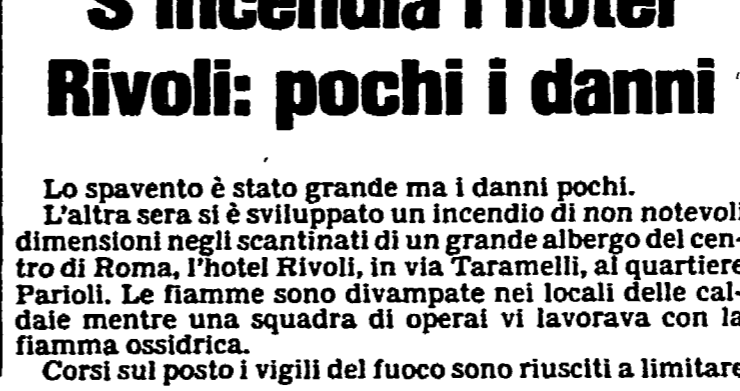 S'incendia l'hotel
Rivoli: pochi i danni
Lo spavento è stato grande ma i danni pochi.
L'altra sera si è sviluppato un incendio di non notevoli
dimensioni negli scantinati di un grande albergo del cen-
tro di Roma, l'hotel Rivoli, in via Taramelli, al quartiere
Parioli. Le fiamme sono divampate nei locali delle cal-
daie mentre una squadra di operai vi lavorava con la
fiamma ossidrica.
Corsi sul posto i vigili del fuoco sono riusciti a limitare